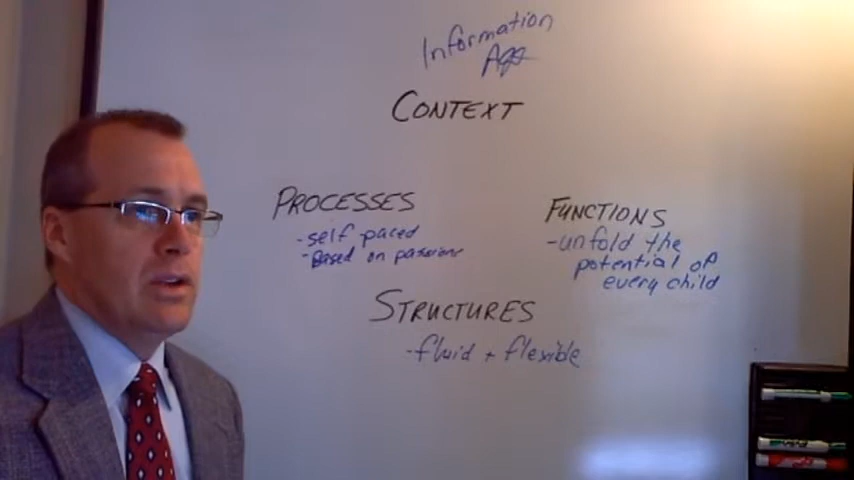 Information
Age
CONTEXT
PROCESSES
-self paced
-Based on passions
FUNCTIONS
-unfold the
potential of
every child
STRUCTURES
-fluid + flexible